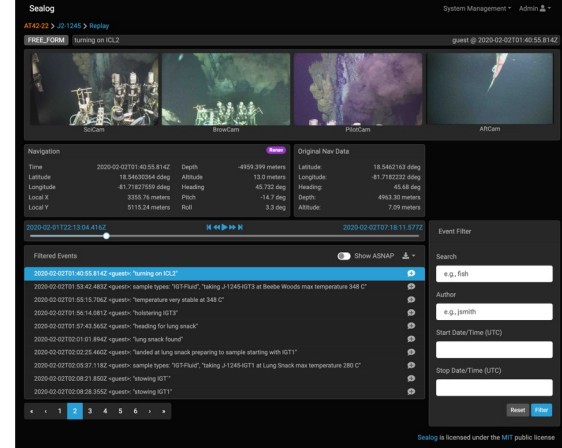 Sealog
System Management Admin
AT42-22 J2-1245 Replay
FREE_FORM turning on ICL2 guest @ 2020-02-02T01:40:55.814Z
SciCam BrowCam PilotCam AftCam
Navigation Renav Original Nav Data
Time 2020-02-02T01:40:55.814Z Depth -4959.399 meters Latitude: 18.5462163 ddeg
Latitude 18.54630364 ddeg Altitude 13.0 meters Longitude: -81.7182232 ddeg
Longitude -81.71827559 ddeg Heading 45.732 deg Heading: 45.68 deg
Local X 3355.76 meters Pitch -14.7 deg Depth: 4963.30 meters
Local Y 5115.24 meters Roll 3.3 deg Altitude: 7.09 meters
2020-02-01T22:13:04.416Z 2020-02-02T07:18:11.577Z
Filtered Events Show ASNAP
2020-02-02T01:40:55.814Z <guest>: "turning on ICL2"
2020-02-02T01:53:42.483Z <guest>: sample types: "IGT-Fluid", "taking J-1245-IGT3 at Beebe Woods max temperature 348 C"
2020-02-02T01:55:15.706Z <guest>: "temperature very stable at 348 C"
2020-02-02T01:56:14.081Z <guest>: "holstering IGT3"
2020-02-02T01:57:43.565Z <guest>: "heading for lung snack"
2020-02-02T02:01:01.894Z <guest>: "lung snack found"
2020-02-02T02:02:25.460Z <guest>: "landed at lung snack preparing to sample starting with IGT1"
2020-02-02T02:05:37.118Z <guest>: sample types: "IGT-Fluid", "taking J-1245-IGT1 at Lung Snack max temperature 280 C"
2020-02-02T02:08:21.850Z <guest>: "stowing IGT'"
2020-02-02T02:08:28.355Z <guest>: "stowing IGT1"
« ‹ 1 2 3 4 5 6 › »
Event Filter
Search
e.g., fish
Author
e.g., jsmith
Start Date/Time (UTC)
Stop Date/Time (UTC)
Reset Filter
Sealog is licensed under the MIT public license